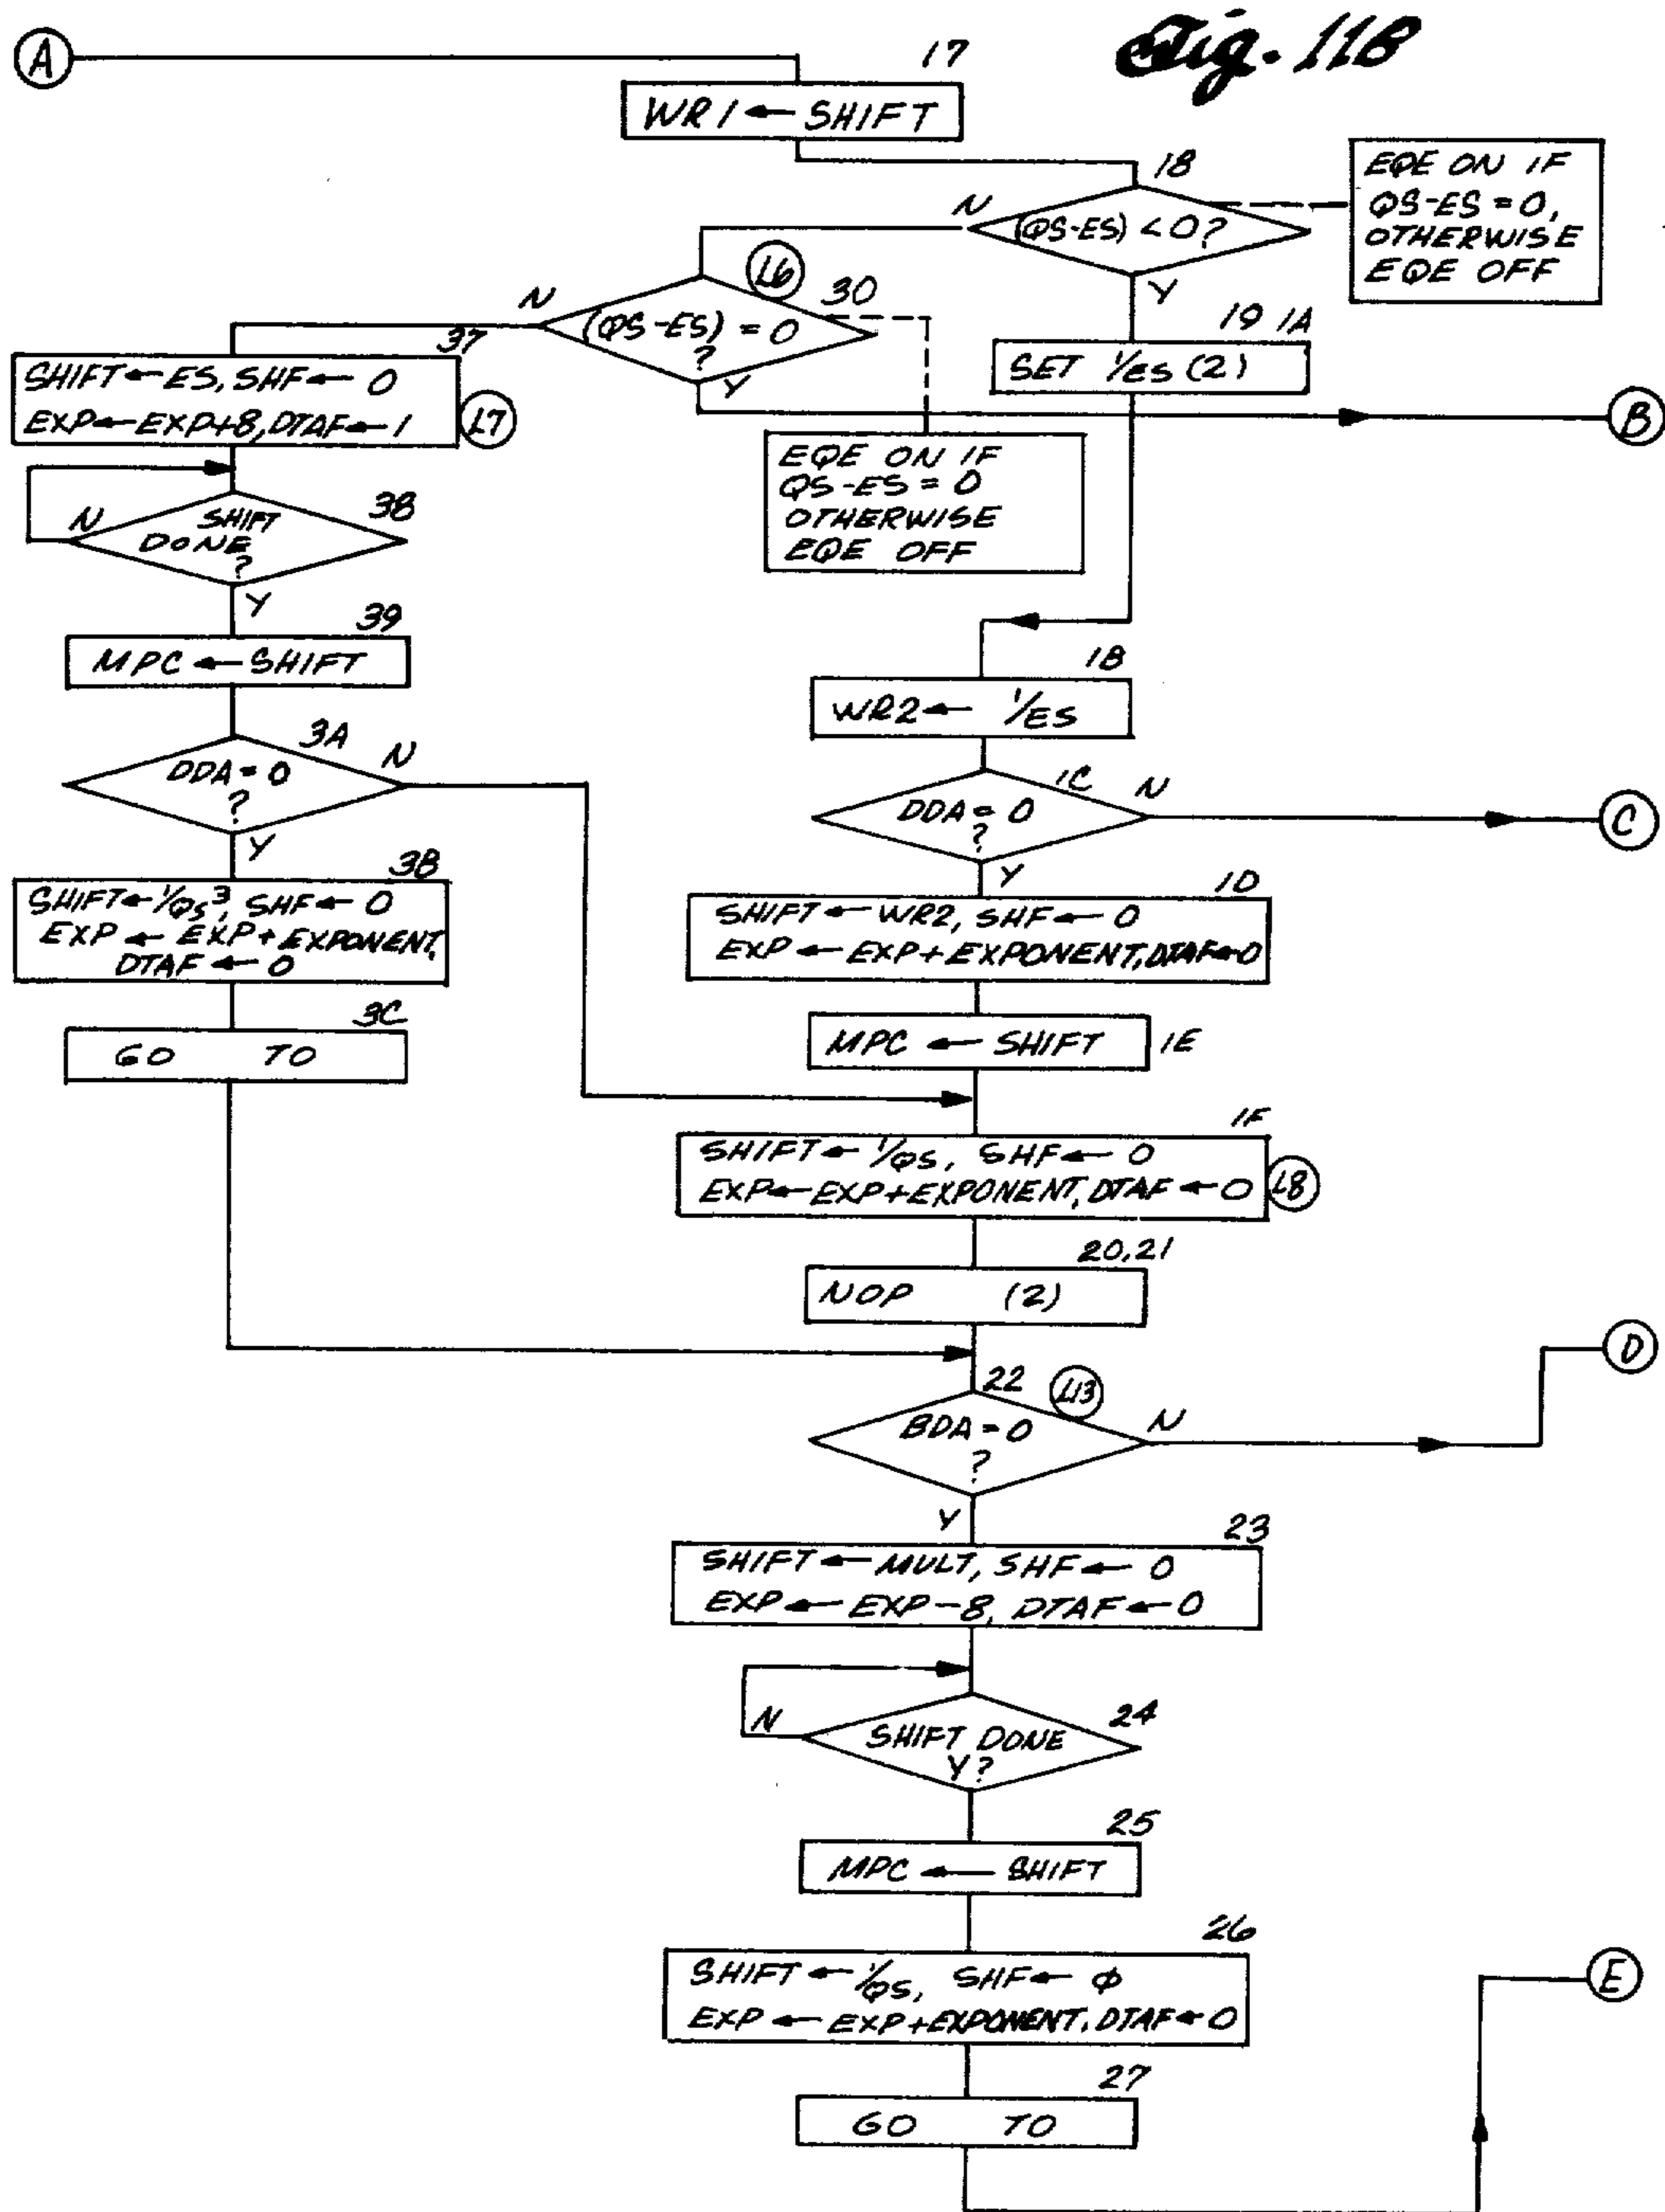 Fig. 11B
A
17
WR1 ← SHIFT
18
N
(QS-ES) < 0?
Y
EQE ON IF
QS-ES = 0,
OTHERWISE
EQE OFF
L6
30
N
(QS-ES) = 0
?
Y
19 1A
SET 1/ES (2)
B
37
SHIFT ← ES, SHF ← 0
EXP ← EXP+8, DTAF ← 1
L7
EQE ON IF
QS-ES = 0
OTHERWISE
EQE OFF
38
N
SHIFT
DONE
?
Y
39
MPC ← SHIFT
1B
WR2 ← 1/ES
3A
N
DDA = 0
?
Y
1C
N
DDA = 0
?
Y
C
3B
SHIFT ← 1/QS³, SHF ← 0
EXP ← EXP + EXPONENT,
DTAF ← 0
1D
SHIFT ← WR2, SHF ← 0
EXP ← EXP + EXPONENT, DTAF ← 0
3C
GO TO
MPC ← SHIFT
1E
1F
SHIFT ← 1/QS, SHF ← 0
EXP ← EXP + EXPONENT, DTAF ← 0
L8
20,21
NOP (2)
D
22
L13
N
BDA = 0
?
Y
23
SHIFT ← MULT, SHF ← 0
EXP ← EXP - 8, DTAF ← 0
24
N
SHIFT DONE
Y?
25
MPC ← SHIFT
26
SHIFT ← 1/QS, SHF ← φ
EXP ← EXP + EXPONENT, DTAF ← 0
E
27
GO TO